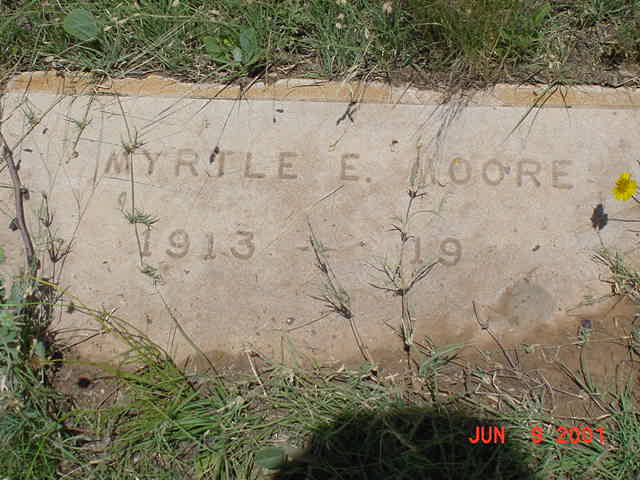 MYRTLE E. MOORE
1913 - 19
JUN 9 2001